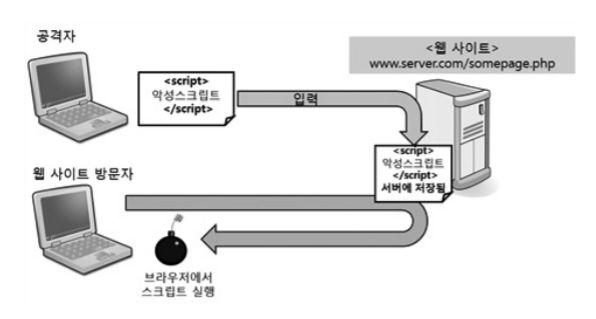 공격자
<웹 사이트>
www.server.com/somepage.php
<script>
악성스크립트
</script>
입력
<script>
악성스크립트
</script>
서버에 저장됨
웹 사이트 방문자
브라우저에서
스크립트 실행